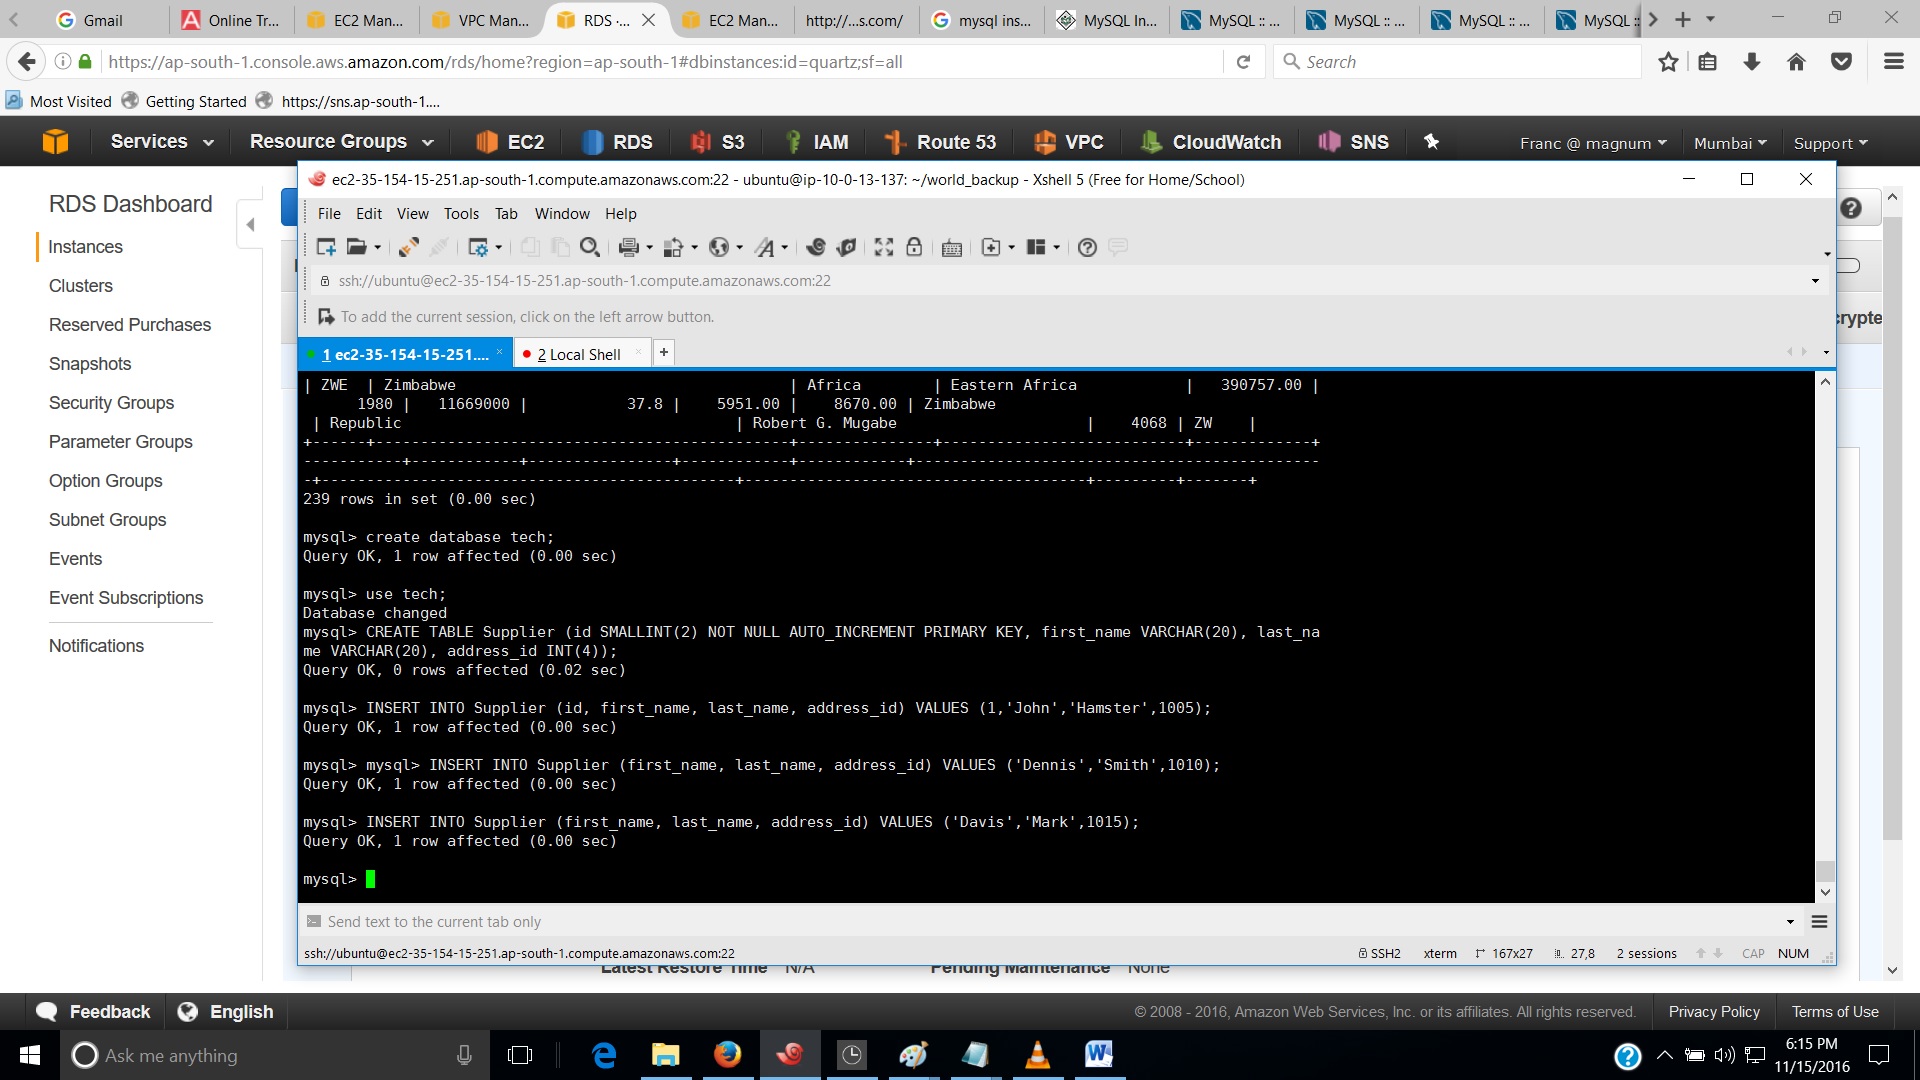 Gmail
Online Tr...
EC2 Man...
VPC Man...
RDS ·...
EC2 Man...
http://...s.com/
mysql ins...
MySQL In...
MySQL :: ...
MySQL :: ...
MySQL :: ...
MySQL ::
https://ap-south-1.console.aws.amazon.com/rds/home?region=ap-south-1#dbinstances:id=quartz;sf=all
Search
Most Visited
Getting Started
https://sns.ap-south-1....
Services
Resource Groups
EC2
RDS
S3
IAM
Route 53
VPC
CloudWatch
SNS
Franc @ magnum
Mumbai
Support
RDS Dashboard
Instances
Clusters
Reserved Purchases
Snapshots
Security Groups
Parameter Groups
Option Groups
Subnet Groups
Events
Event Subscriptions
Notifications
ec2-35-154-15-251.ap-south-1.compute.amazonaws.com:22 - ubuntu@ip-10-0-13-137: ~/world_backup - Xshell 5 (Free for Home/School)
File Edit View Tools Tab Window Help
ssh://ubuntu@ec2-35-154-15-251.ap-south-1.compute.amazonaws.com:22
To add the current session, click on the left arrow button.
crypte
1 ec2-35-154-15-251....
2 Local Shell
| ZWE | Zimbabwe | Africa | Eastern Africa | 390757.00 |
1980 | 11669000 | 37.8 | 5951.00 | 8670.00 | Zimbabwe
| Republic | Robert G. Mugabe | 4068 | ZW |
+------+----------------------------------------------+---------------+---------------------------+-------------+
-----------+------------+----------------+------------+------------+---------------------------------------------
-+----------------------------------------------+--------------------------------------+---------+-------+
239 rows in set (0.00 sec)
mysql> create database tech;
Query OK, 1 row affected (0.00 sec)
mysql> use tech;
Database changed
mysql> CREATE TABLE Supplier (id SMALLINT(2) NOT NULL AUTO_INCREMENT PRIMARY KEY, first_name VARCHAR(20), last_na
me VARCHAR(20), address_id INT(4));
Query OK, 0 rows affected (0.02 sec)
mysql> INSERT INTO Supplier (id, first_name, last_name, address_id) VALUES (1,'John','Hamster',1005);
Query OK, 1 row affected (0.00 sec)
mysql> mysql> INSERT INTO Supplier (first_name, last_name, address_id) VALUES ('Dennis','Smith',1010);
Query OK, 1 row affected (0.00 sec)
mysql> INSERT INTO Supplier (first_name, last_name, address_id) VALUES ('Davis','Mark',1015);
Query OK, 1 row affected (0.00 sec)
mysql>
Send text to the current tab only
ssh://ubuntu@ec2-35-154-15-251.ap-south-1.compute.amazonaws.com:22
SSH2
xterm
167x27
27,8
2 sessions
CAP
NUM
Latest Restore Time N/A
Pending Maintenance None
Feedback
English
© 2008 - 2016, Amazon Web Services, Inc. or its affiliates. All rights reserved.
Privacy Policy
Terms of Use
Ask me anything
6:15 PM
11/15/2016